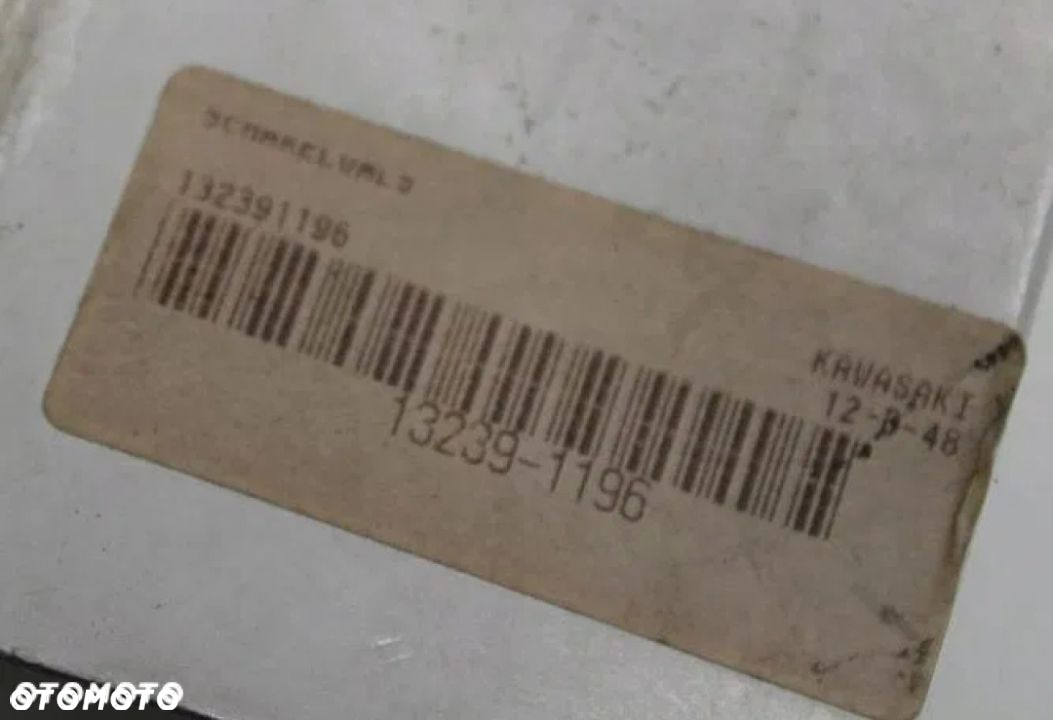 SCHAKELWALS
132391196
KAWASAKI
13239-1196
OTOMOTO